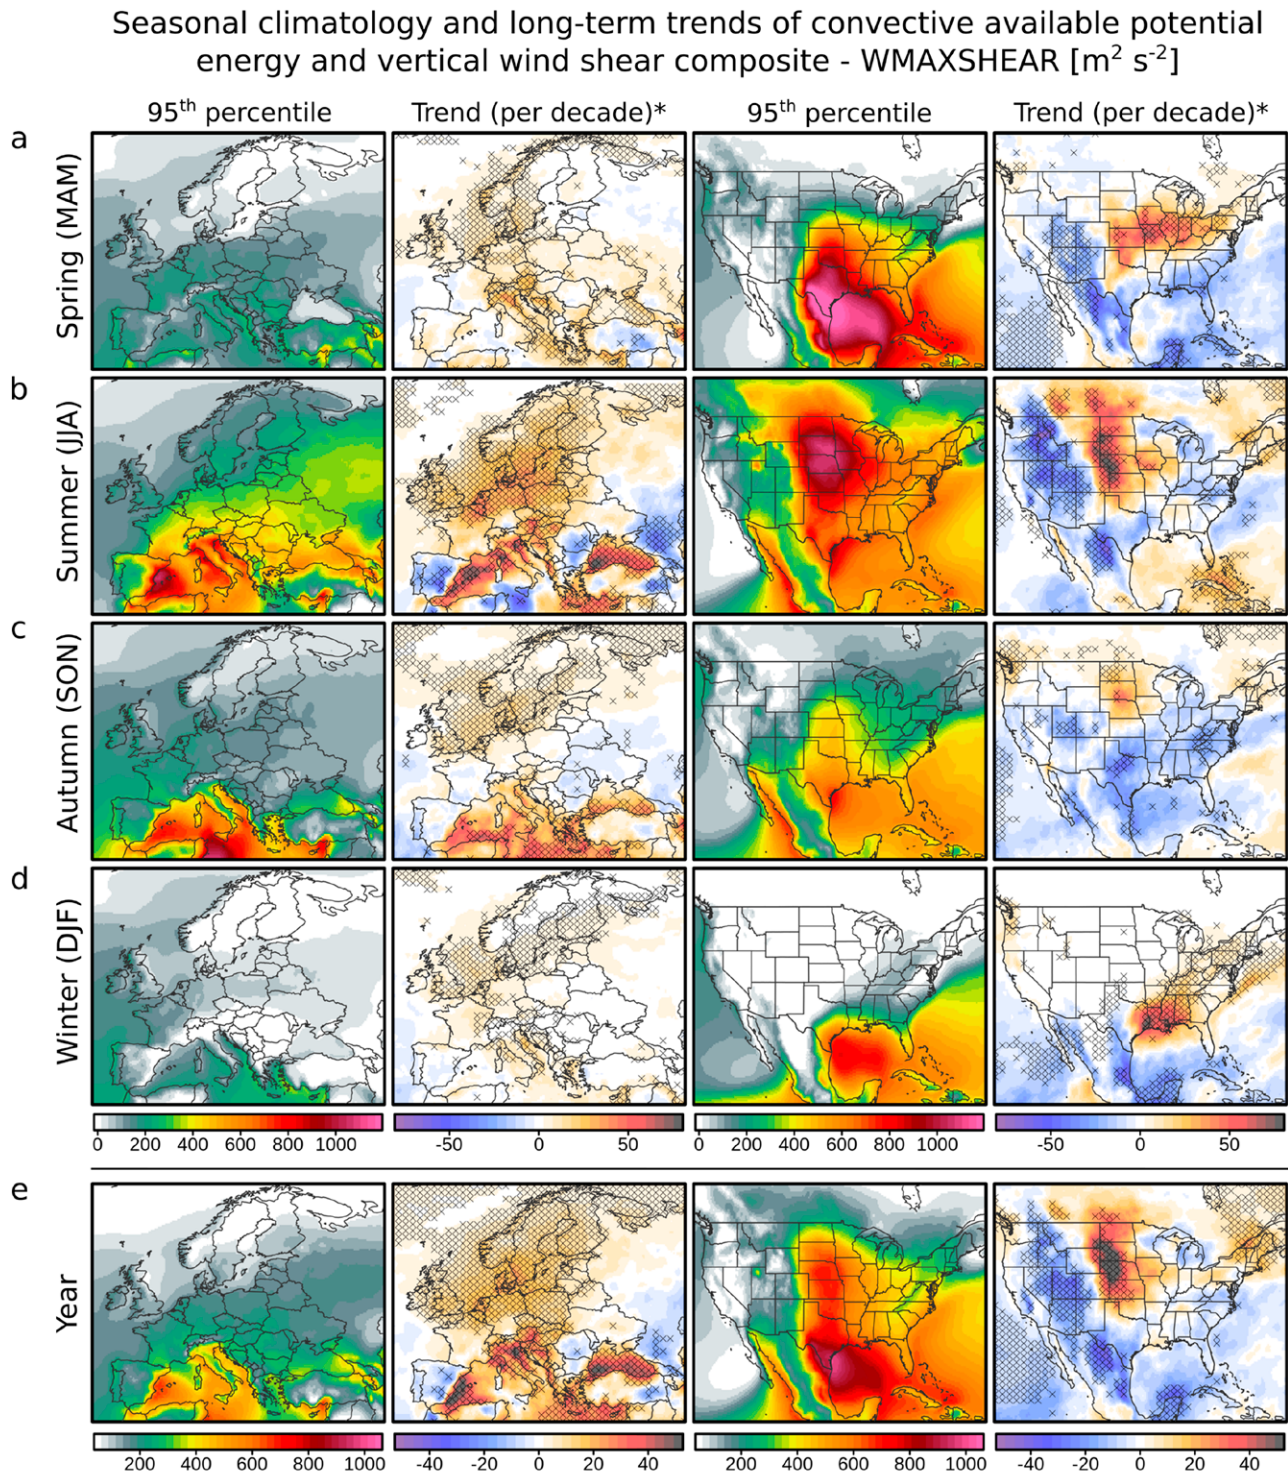 Seasonal climatology and long-term trends of convective available potential
energy and vertical wind shear composite - WMAXSHEAR [m² s⁻²]
95ᵗʰ percentile Trend (per decade)* 95ᵗʰ percentile Trend (per decade)*
a
Spring (MAM)
b
Summer (JJA)
c
Autumn (SON)
d
Winter (DJF)
0 200 400 600 800 1000 -50 0 50 0 200 400 600 800 1000 -50 0 50
e
Year
200 400 600 800 1000 -40 -20 0 20 40 200 400 600 800 1000 -40 -20 0 20 40